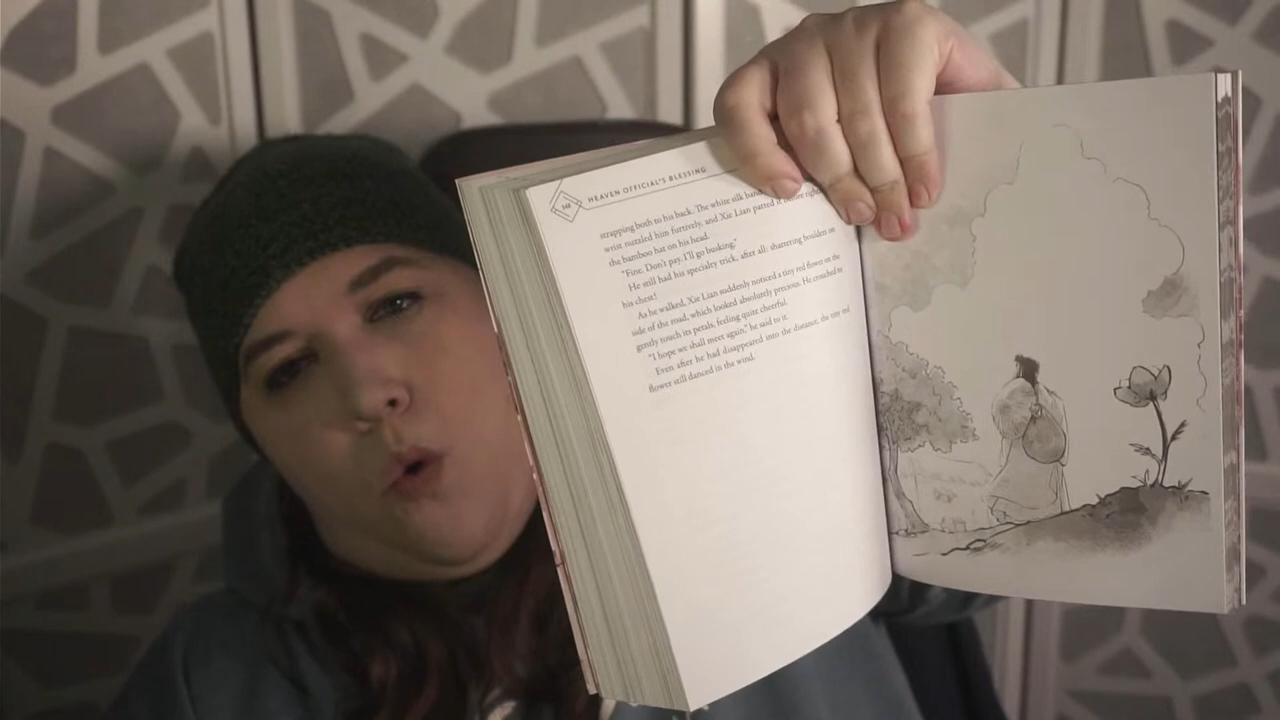 348 HEAVEN OFFICIAL'S BLESSING
strapping both to his back. The white silk band
wrist nuzzled him furtively, and Xie Lian patted it before right
the bamboo hat on his head.
"Fine. Don't pay. I'll go busking."
He still had his specialty trick, after all: shattering boulders on
his chest!
As he walked, Xie Lian suddenly noticed a tiny red flower on the
side of the road, which looked absolutely precious. He crouched to
gently touch its petals, feeling quite cheerful.
"I hope we shall meet again," he said to it.
Even after he had disappeared into the distance, the tiny red
flower still danced in the wind.